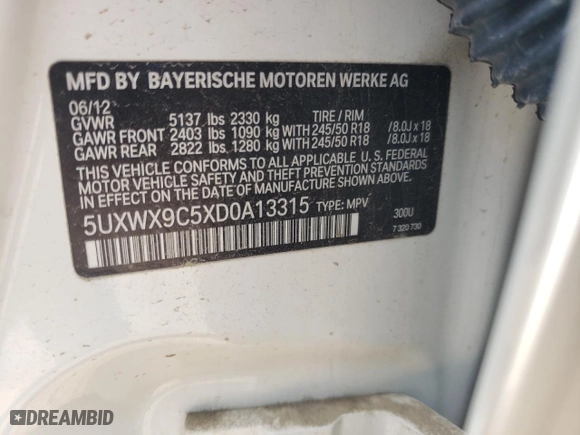 MFD BY BAYERISCHE MOTOREN WERKE AG
06/12
GVWR 5137 lbs 2330 kg TIRE / RIM
GAWR FRONT 2403 lbs 1090 kg WITH 245/50 R18 /8.0J x 18
GAWR REAR 2822 lbs 1280 kg WITH 245/50 R18 /8.0J x 18
THIS VEHICLE CONFORMS TO ALL APPLICABLE U.S. FEDERAL
MOTOR VEHICLE SAFETY AND THEFT PREVENTION STANDARDS
IN EFFECT ON THE DATE OF MANUFACTURE SHOWN ABOVE.
5UXWX9C5XD0A13315 TYPE: MPV
300U
7 320 730
DREAMBID